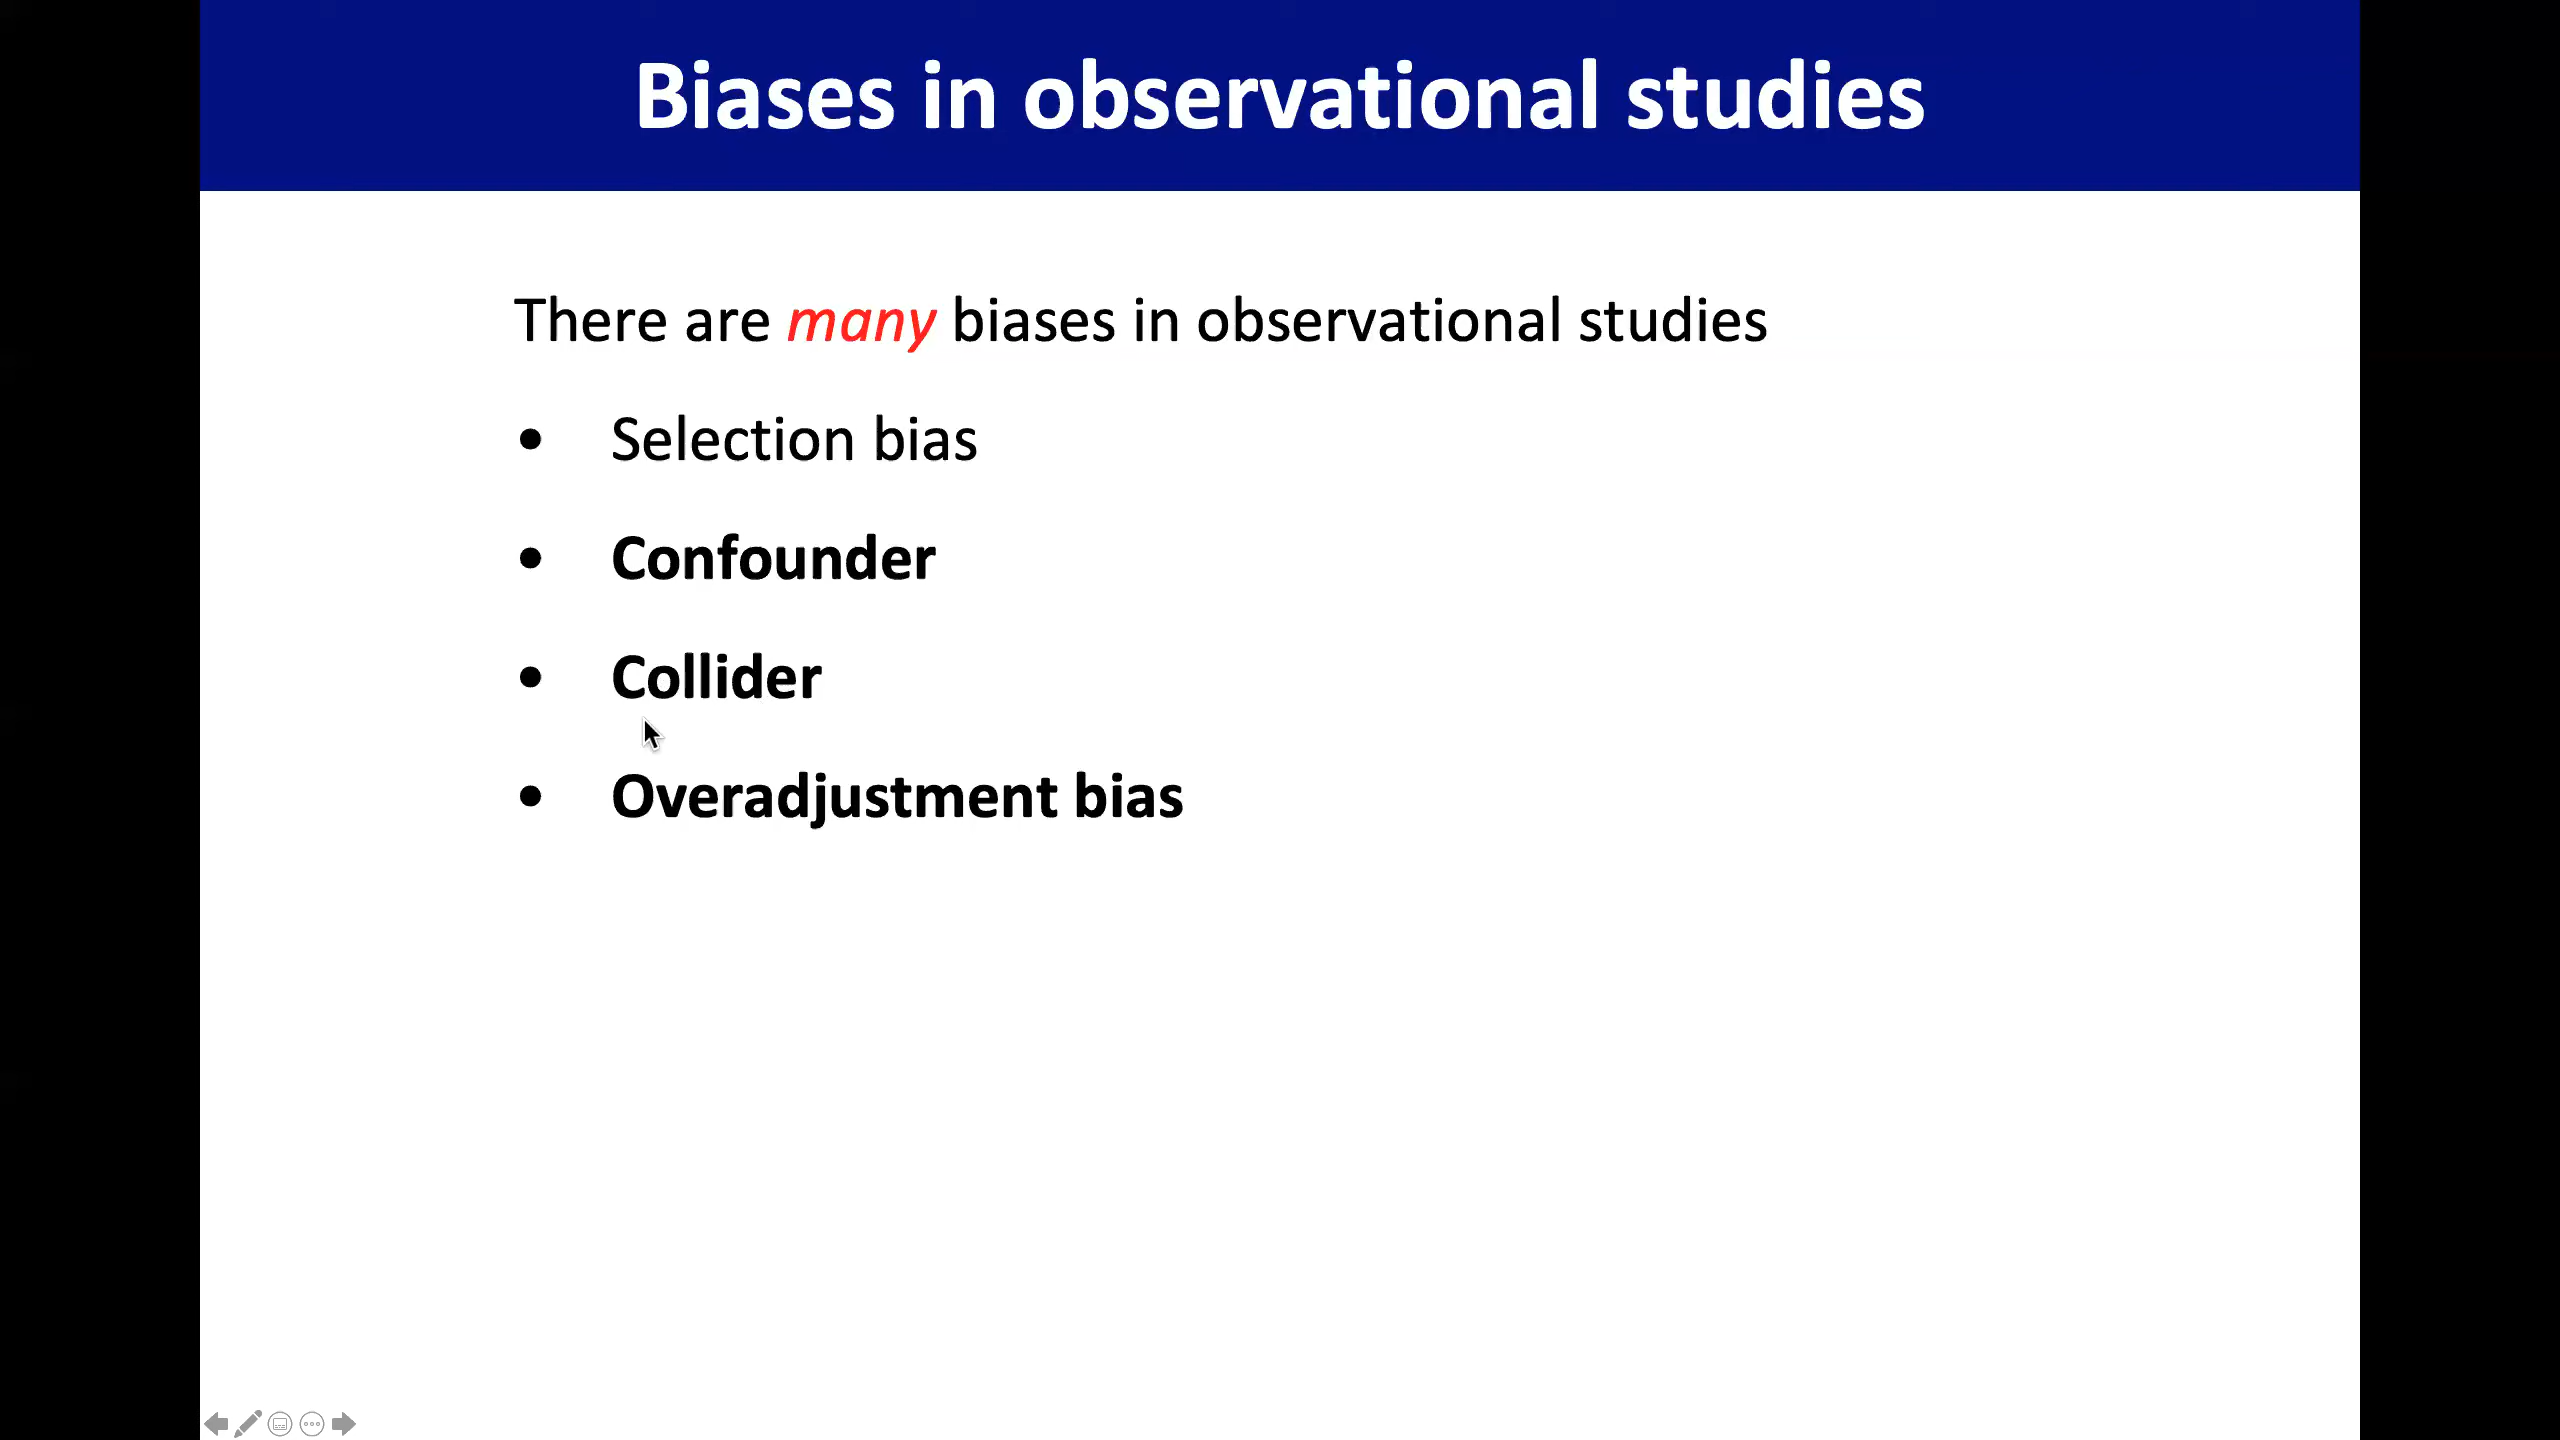 Biases in observational studies
There are many biases in observational studies
• Selection bias
• Confounder
• Collider
• Overadjustment bias